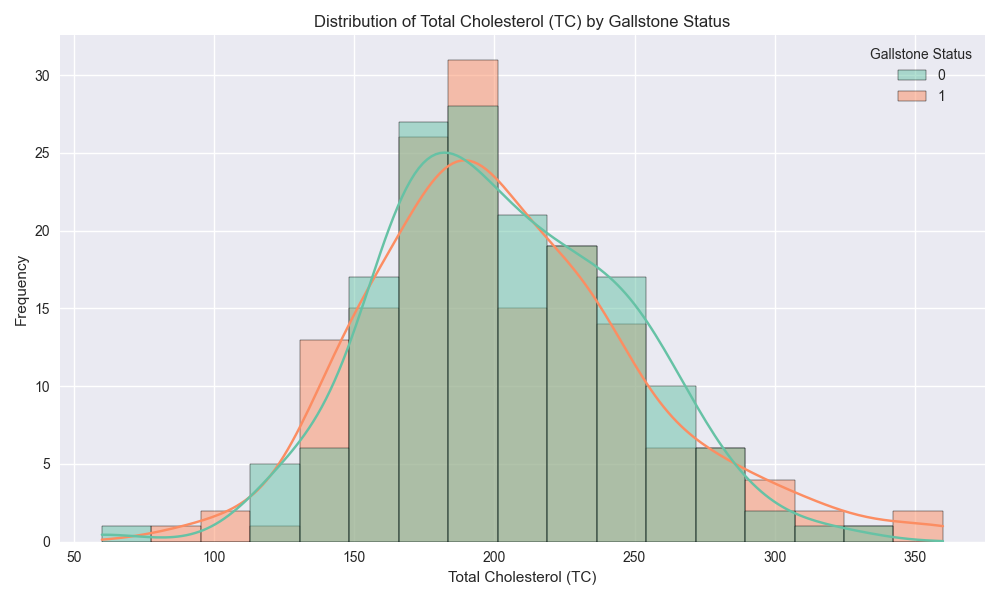 Distribution of Total Cholesterol (TC) by Gallstone Status
Gallstone Status
0
1
Frequency
30
25
20
15
10
5
0
50 100 150 200 250 300 350
Total Cholesterol (TC)